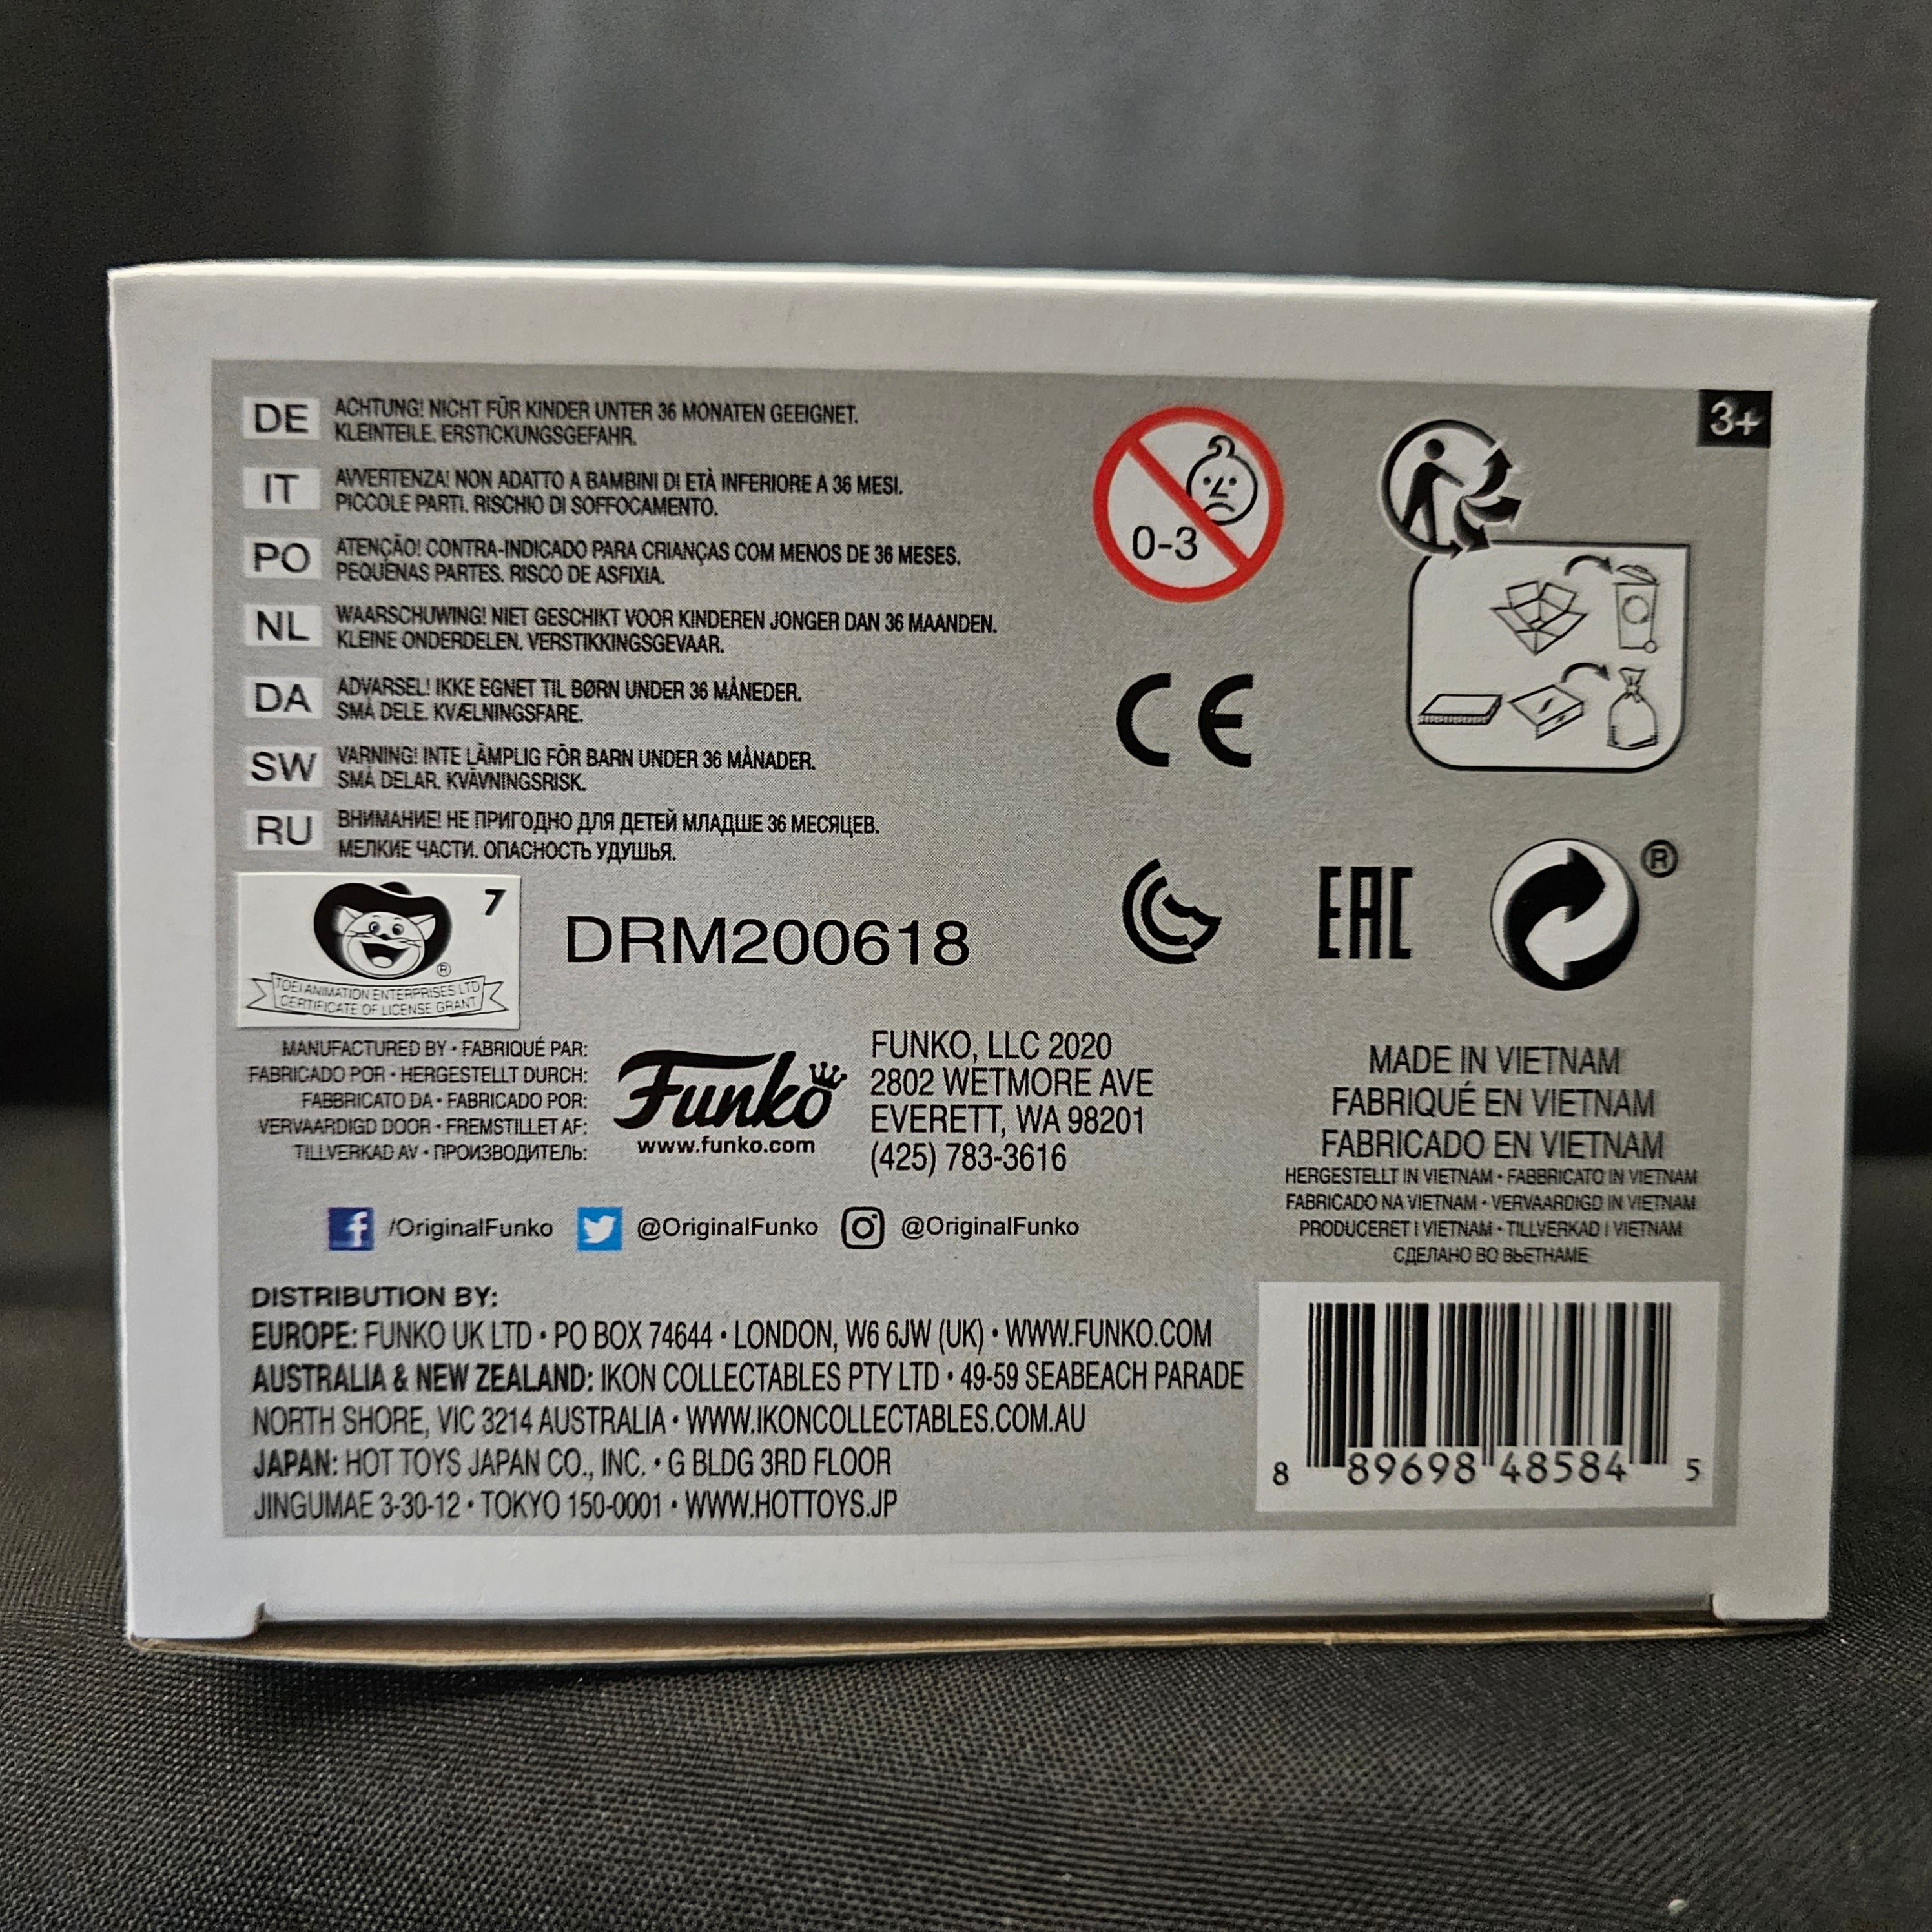 DE ACHTUNG! NICHT FÜR KINDER UNTER 36 MONATEN GEEIGNET.
KLEINTEILE. ERSTICKUNGSGEFAHR.
IT AVVERTENZA! NON ADATTO A BAMBINI DI ETÀ INFERIORE A 36 MESI.
PICCOLE PARTI. RISCHIO DI SOFFOCAMENTO.
PO ATENÇÃO! CONTRA-INDICADO PARA CRIANÇAS COM MENOS DE 36 MESES.
PEQUENAS PARTES. RISCO DE ASFIXIA.
NL WAARSCHUWING! NIET GESCHIKT VOOR KINDEREN JONGER DAN 36 MAANDEN.
KLEINE ONDERDELEN. VERSTIKKINGSGEVAAR.
DA ADVARSEL! IKKE EGNET TIL BØRN UNDER 36 MÅNEDER.
SMÅ DELE. KVÆLNINGSFARE.
SW VARNING! INTE LÄMPLIG FÖR BARN UNDER 36 MÅNADER.
SMÅ DELAR. KVÄVNINGSRISK.
RU ВНИМАНИЕ! НЕ ПРИГОДНО ДЛЯ ДЕТЕЙ МЛАДШЕ 36 МЕСЯЦЕВ.
МЕЛКИЕ ЧАСТИ. ОПАСНОСТЬ УДУШЬЯ.
0-3
3+
CE
EAC
®
7
®
TOEI ANIMATION ENTERPRISES LTD
CERTIFICATE OF LICENSE GRANT
DRM200618
MANUFACTURED BY • FABRIQUÉ PAR:
FABRICADO POR • HERGESTELLT DURCH:
FABBRICATO DA • FABRICADO POR:
VERVAARDIGD DOOR • FREMSTILLET AF:
TILLVERKAD AV • ПРОИЗВОДИТЕЛЬ:
Funko
www.funko.com
FUNKO, LLC 2020
2802 WETMORE AVE
EVERETT, WA 98201
(425) 783-3616
MADE IN VIETNAM
FABRIQUÉ EN VIETNAM
FABRICADO EN VIETNAM
HERGESTELLT IN VIETNAM • FABBRICATO IN VIETNAM
FABRICADO NA VIETNAM • VERVAARDIGD IN VIETNAM
PRODUCERET I VIETNAM • TILLVERKAD I VIETNAM
СДЕЛАНО ВО ВЬЕТНАМЕ
f /OriginalFunko @OriginalFunko @OriginalFunko
DISTRIBUTION BY:
EUROPE: FUNKO UK LTD • PO BOX 74644 • LONDON, W6 6JW (UK) • WWW.FUNKO.COM
AUSTRALIA & NEW ZEALAND: IKON COLLECTABLES PTY LTD • 49-59 SEABEACH PARADE
NORTH SHORE, VIC 3214 AUSTRALIA • WWW.IKONCOLLECTABLES.COM.AU
JAPAN: HOT TOYS JAPAN CO., INC. • G BLDG 3RD FLOOR
JINGUMAE 3-30-12 • TOKYO 150-0001 • WWW.HOTTOYS.JP
8 89698 48584 5